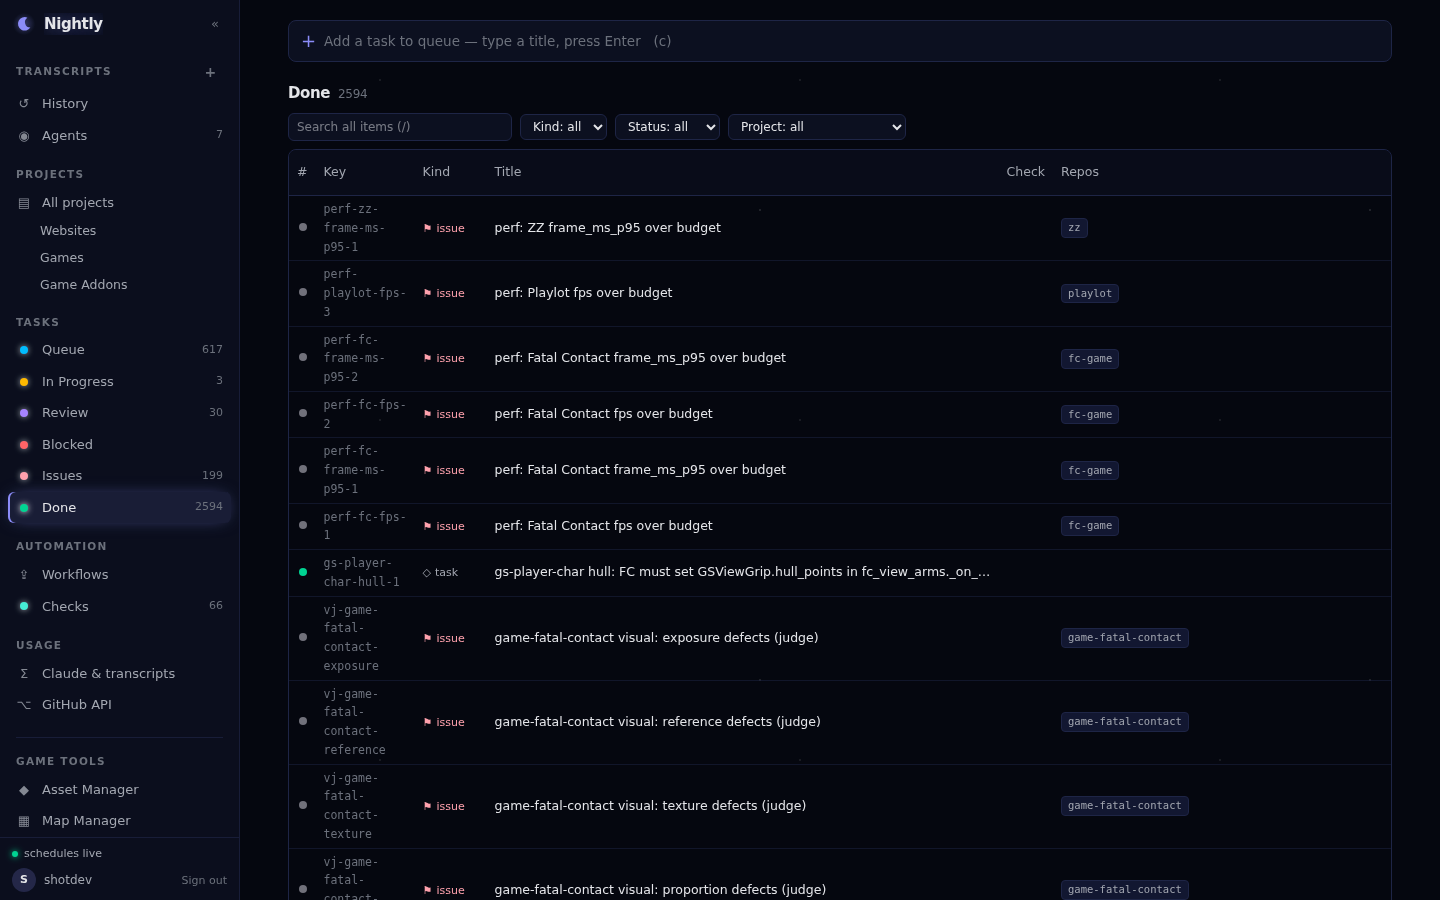 Nightly «
TRANSCRIPTS +
History
Agents 7
PROJECTS
All projects
Websites
Games
Game Addons
TASKS
Queue 617
In Progress 3
Review 30
Blocked
Issues 199
Done 2594
AUTOMATION
Workflows
Checks 66
USAGE
Σ Claude & transcripts
GitHub API
GAME TOOLS
Asset Manager
Map Manager
schedules live
S shotdev Sign out
+ Add a task to queue — type a title, press Enter (c)
Done 2594
Search all items (/) Kind: all Status: all Project: all
# Key Kind Title Check Repos
perf-zz-
frame-ms-
p95-1
issue perf: ZZ frame_ms_p95 over budget zz
perf-
playlot-fps-
3
issue perf: Playlot fps over budget playlot
perf-fc-
frame-ms-
p95-2
issue perf: Fatal Contact frame_ms_p95 over budget fc-game
perf-fc-fps-
2
issue perf: Fatal Contact fps over budget fc-game
perf-fc-
frame-ms-
p95-1
issue perf: Fatal Contact frame_ms_p95 over budget fc-game
perf-fc-fps-
1
issue perf: Fatal Contact fps over budget fc-game
gs-player-
char-hull-1
task gs-player-char hull: FC must set GSViewGrip.hull_points in fc_view_arms._on_…
vj-game-
fatal-
contact-
exposure
issue game-fatal-contact visual: exposure defects (judge) game-fatal-contact
vj-game-
fatal-
contact-
reference
issue game-fatal-contact visual: reference defects (judge) game-fatal-contact
vj-game-
fatal-
contact-
texture
issue game-fatal-contact visual: texture defects (judge) game-fatal-contact
vj-game-
fatal-
contact-
issue game-fatal-contact visual: proportion defects (judge) game-fatal-contact